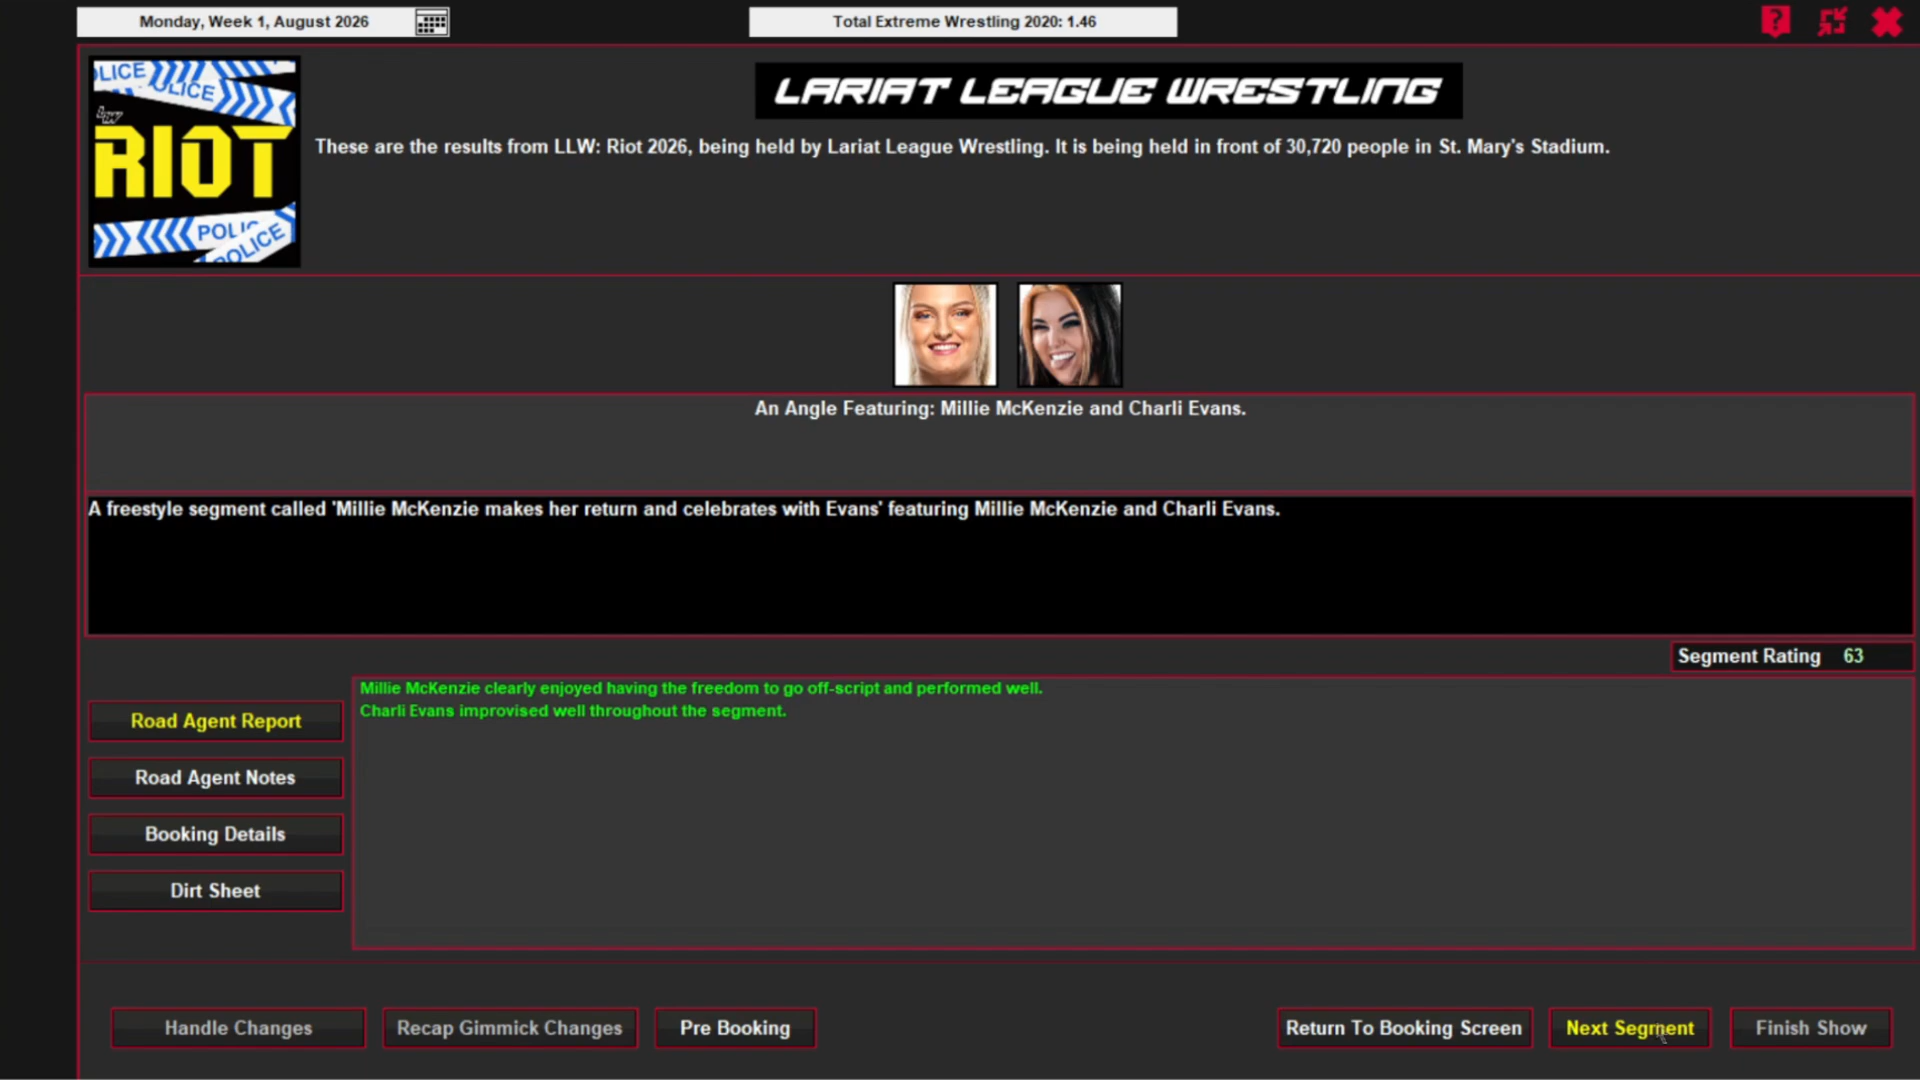 Monday, Week 1, August 2026
Total Extreme Wrestling 2020: 1.46
?
LICE
OLICE
LLW
RIOT
POLIC
POLICE
LARIAT LEAGUE WRESTLING
These are the results from LLW: Riot 2026, being held by Lariat League Wrestling. It is being held in front of 30,720 people in St. Mary's Stadium.
An Angle Featuring: Millie McKenzie and Charli Evans.
A freestyle segment called 'Millie McKenzie makes her return and celebrates with Evans' featuring Millie McKenzie and Charli Evans.
Segment Rating 63
Road Agent Report
Road Agent Notes
Booking Details
Dirt Sheet
Millie McKenzie clearly enjoyed having the freedom to go off-script and performed well.
Charli Evans improvised well throughout the segment.
Handle Changes
Recap Gimmick Changes
Pre Booking
Return To Booking Screen
Next Segment
Finish Show